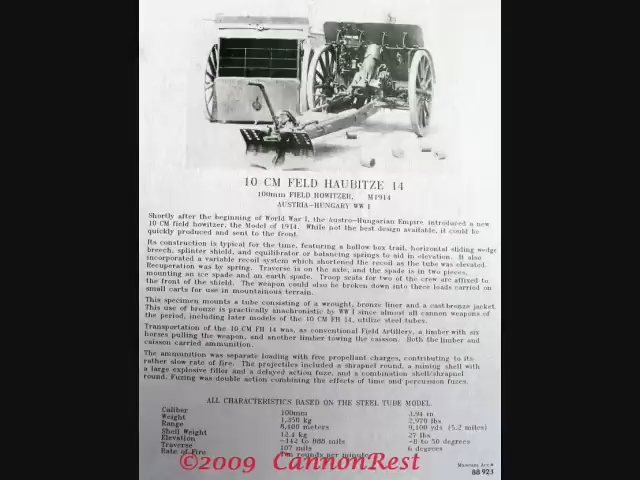 10 CM FELD HAUBITZE 14
100mm FIELD HOWITZER, M1914
AUSTRIA-HUNGARY WW I
Shortly after the beginning of World War I, the Austro-Hungarian Empire introduced a new
10 CM field howitzer, the Model of 1914. While not the best design available, it could be
quickly produced and sent to the front.
Its construction is typical for the time, featuring a hollow box trail, horizontal sliding wedge
breech, splinter shield, and equilibrator or balancing springs to aid in elevation. It also
incorporated a variable recoil system which shortened the recoil as the tube was elevated.
Recuperation was by spring. Traverse is on the axle, and the spade is in two pieces,
mounting an ice spade and an earth spade. Troop seats for two of the crew are affixed to
the front of the shield. The weapon could also be broken down into three loads carried on
small carts for use in mountainous terrain.
This specimen mounts a tube consisting of a wrought, bronze liner and a cast bronze jacket.
This use of bronze is practically anachronistic by WW I since almost all cannon weapons of
the period, including later models of the 10 CM FH 14, utilize steel tubes.
Transportation of the 10 CM FH 14 was, as conventional Field Artillery, a limber with six
horses pulling the weapon, and another limber towing the caisson. Both the limber and
caisson carried ammunition.
The ammunition was separate loading with five propellant charges, contributing to its
rather slow rate of fire. The projectiles included a shrapnel round, a mining shell with
a large explosive filler and a delayed action fuze, and a combination shell/shrapnel
round. Fuzing was double action combining the effects of time and percussion fuzes.
ALL CHARACTERISTICS BASED ON THE STEEL TUBE MODEL
Caliber 100mm 3.94 in
Weight 1,350 kg 2,970 lbs
Range 8,400 meters 9,100 yds (5.2 miles)
Shell Weight 12.4 kg 27 lbs
Elevation -142 to 888 mils -8 to 50 degrees
Traverse 107 mils 6 degrees
Rate of Fire Ten rounds per minute
88 923
©2009 CannonRest